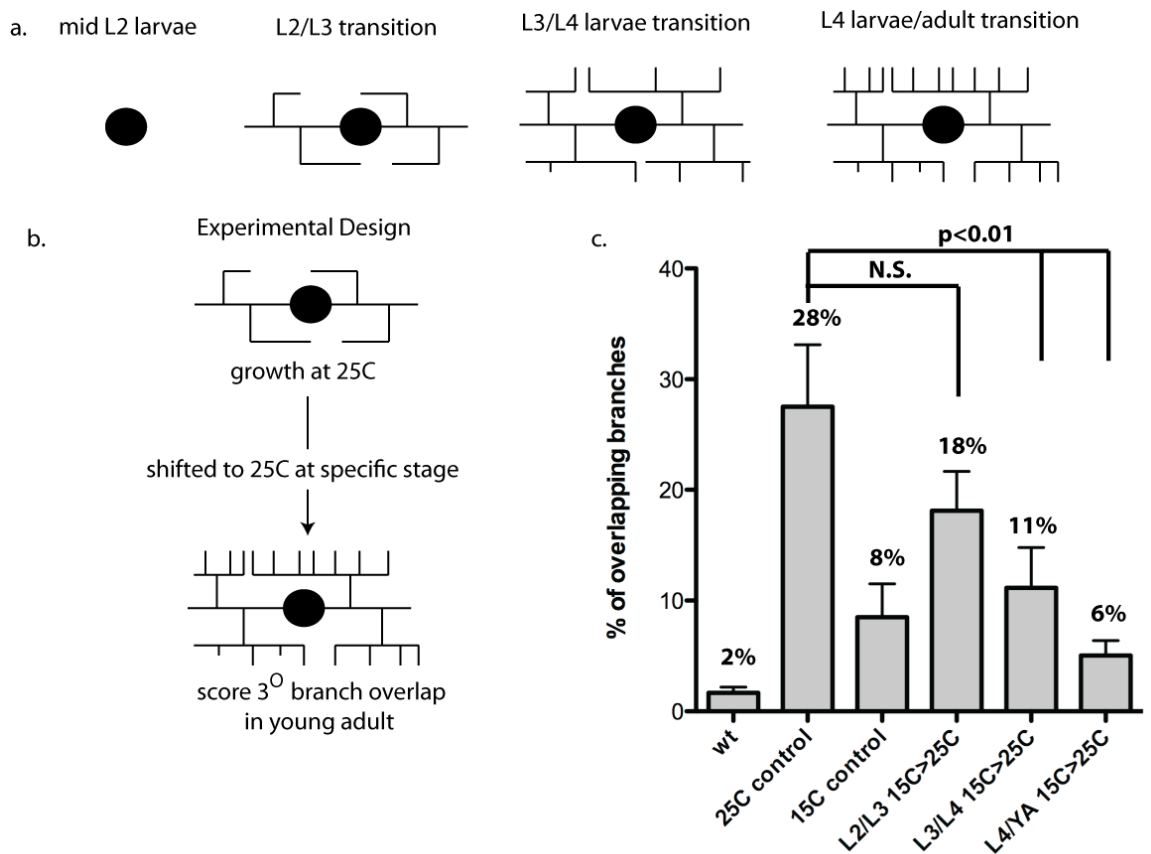 a.
mid L2 larvae
L2/L3 transition
L3/L4 larvae transition
L4 larvae/adult transition
b.
Experimental Design
growth at 25C
shifted to 25C at specific stage
score 3O branch overlap
in young adult
c.
p<0.01
N.S.
% of overlapping branches
40
30
20
10
0
2%
28%
8%
18%
11%
6%
wt
25C control
15C control
L2/L3 15C>25C
L3/L4 15C>25C
L4/YA 15C>25C